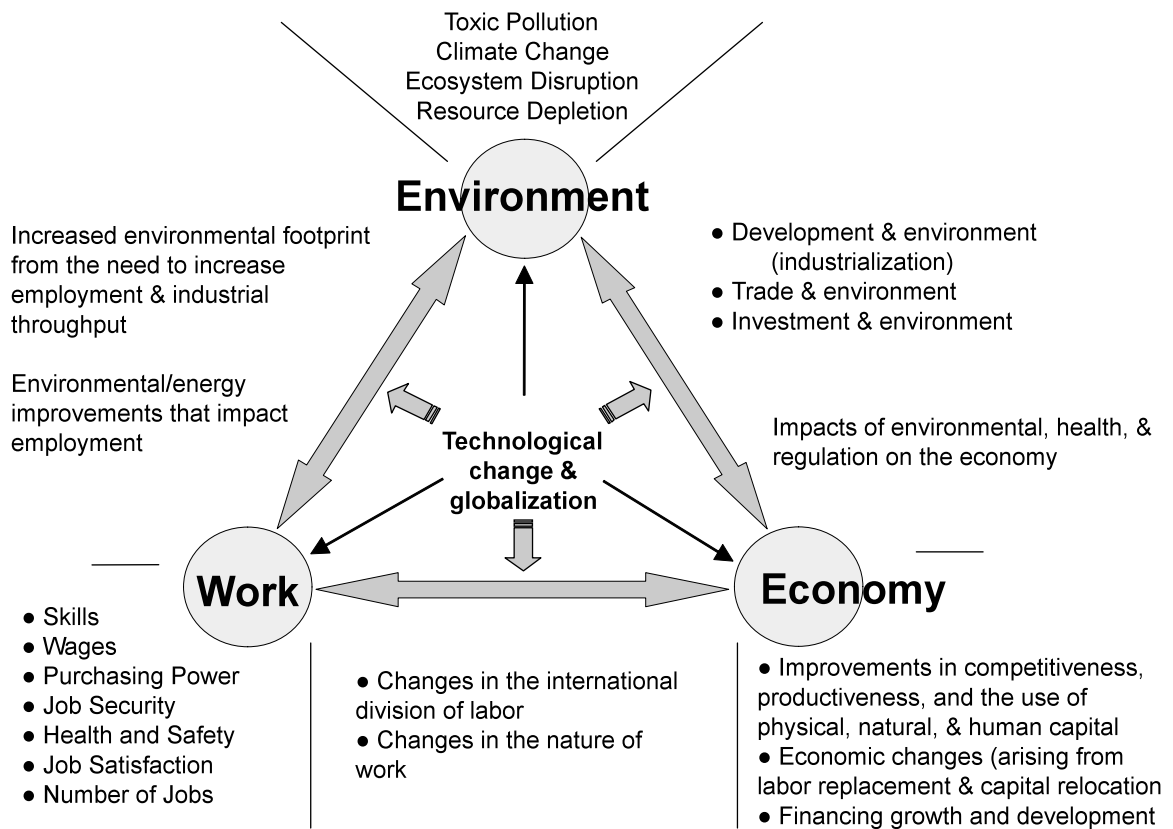 Toxic Pollution
Climate Change
Ecosystem Disruption
Resource Depletion
Environment
Increased environmental footprint
from the need to increase
employment & industrial
throughput
● Development & environment
(industrialization)
● Trade & environment
● Investment & environment
Environmental/energy
improvements that impact
employment
Impacts of environmental, health, &
regulation on the economy
Technological
change &
globalization
Work
Economy
● Skills
● Wages
● Purchasing Power
● Job Security
● Health and Safety
● Job Satisfaction
● Number of Jobs
● Changes in the international
division of labor
● Changes in the nature of
work
● Improvements in competitiveness,
productiveness, and the use of
physical, natural, & human capital
● Economic changes (arising from
labor replacement & capital relocation
● Financing growth and development